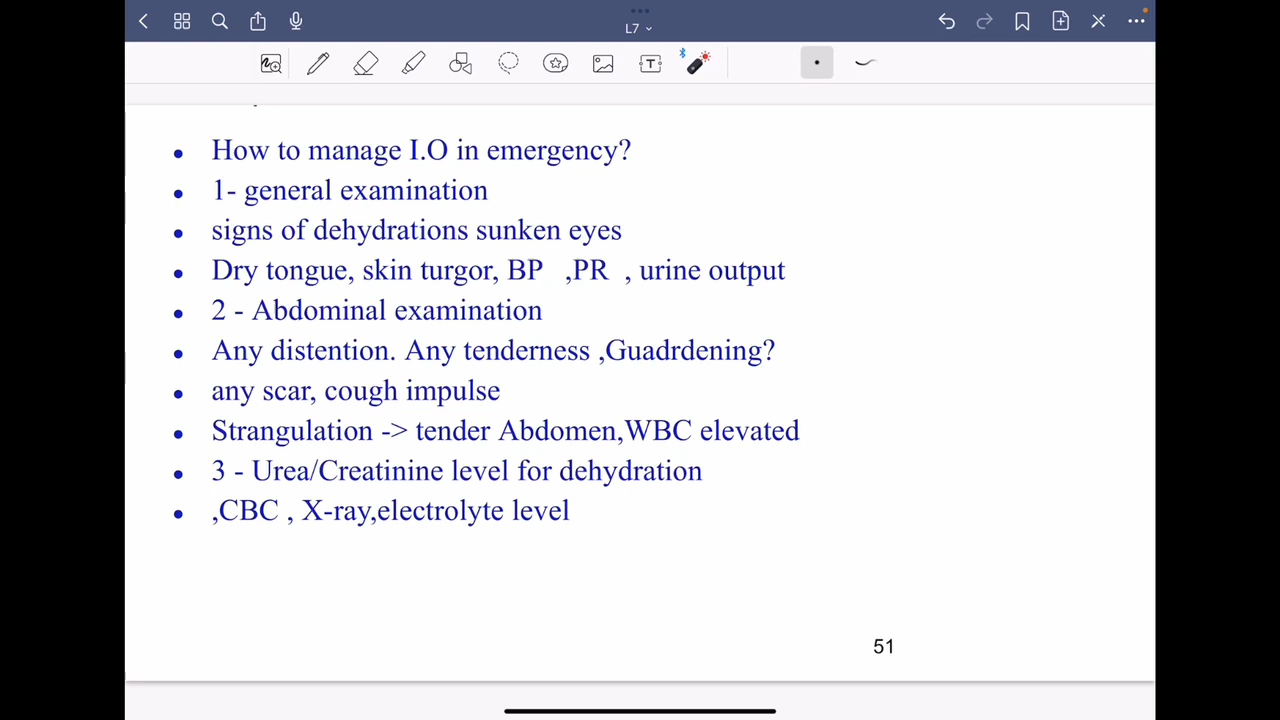 L7
• How to manage I.O in emergency?
• 1- general examination
• signs of dehydrations sunken eyes
• Dry tongue, skin turgor, BP ,PR , urine output
• 2 - Abdominal examination
• Any distention. Any tenderness ,Guadrdening?
• any scar, cough impulse
• Strangulation -> tender Abdomen,WBC elevated
• 3 - Urea/Creatinine level for dehydration
• ,CBC , X-ray,electrolyte level
51